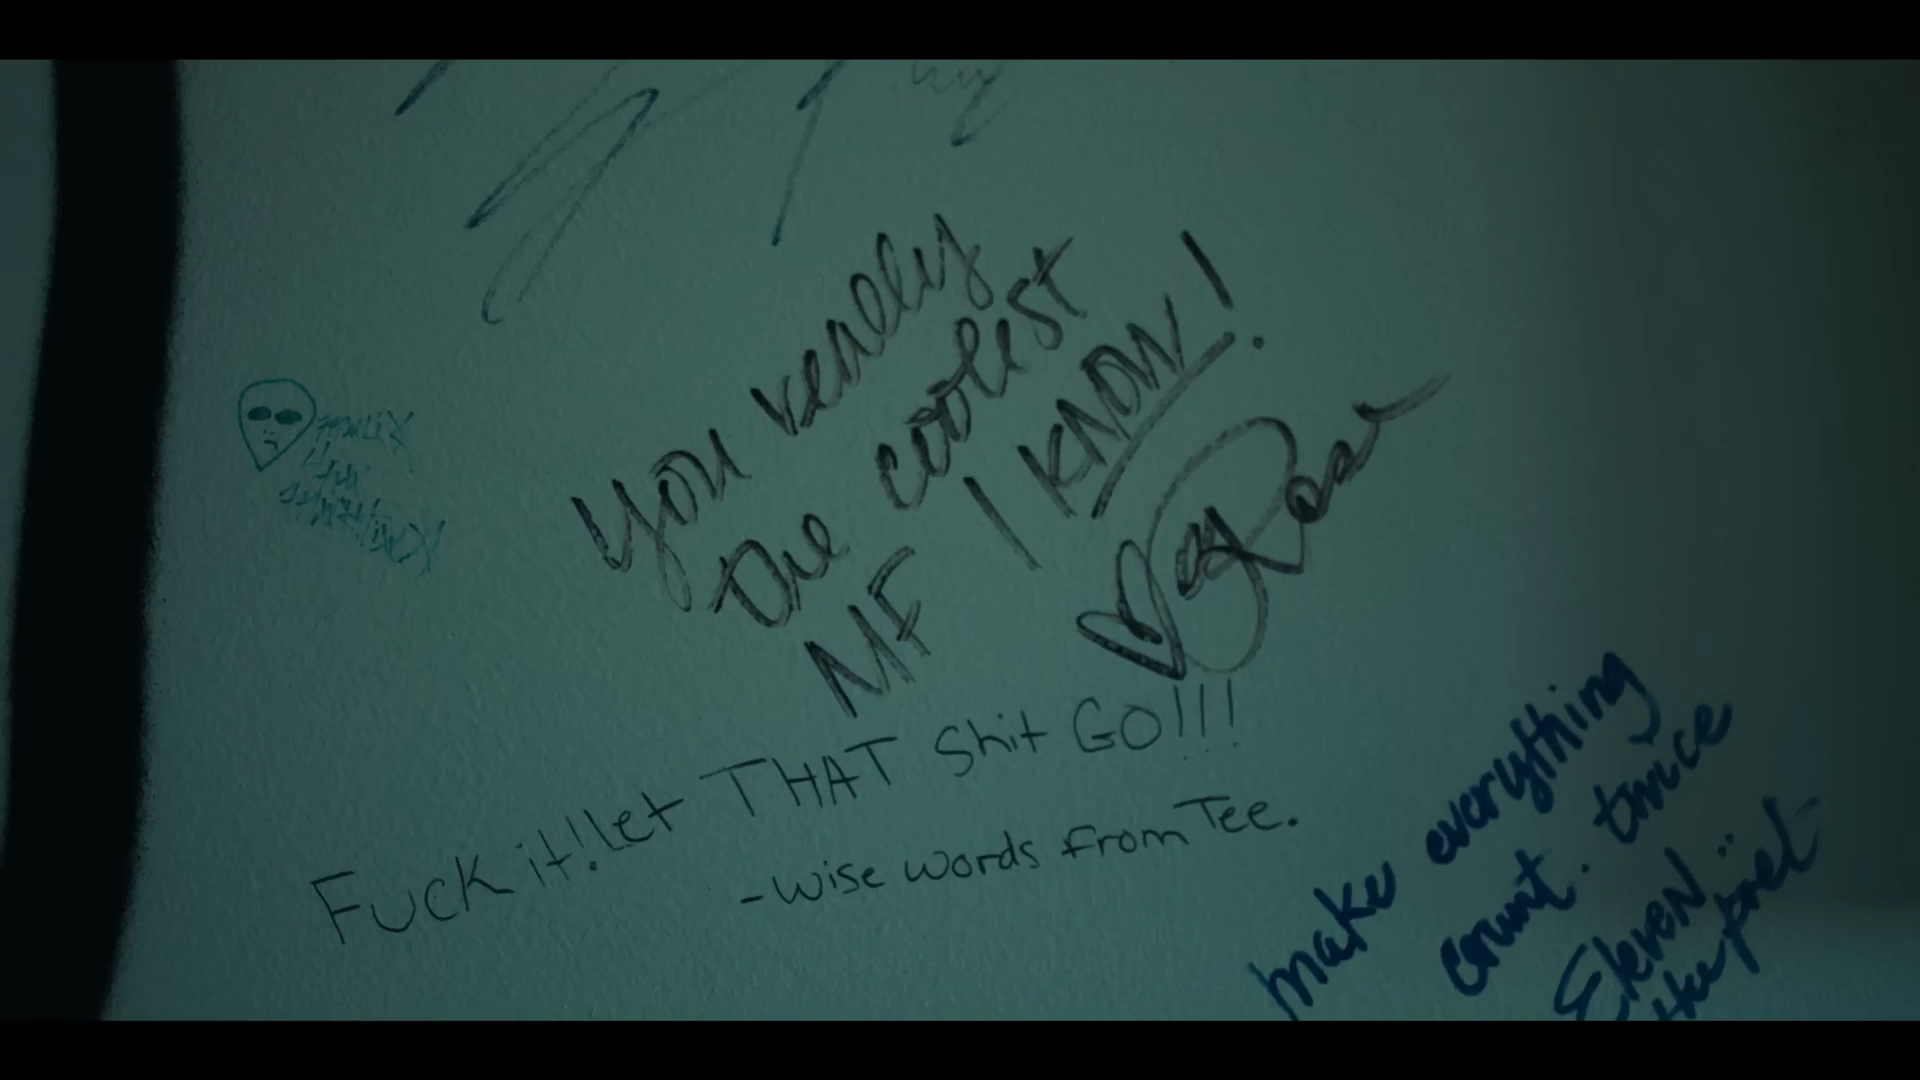 You really
the coolest
MF I KNOW!
Fuck it! Let THAT Shit GO!!!
-wise words from Tee.
make everything
count. twice
Eleven..